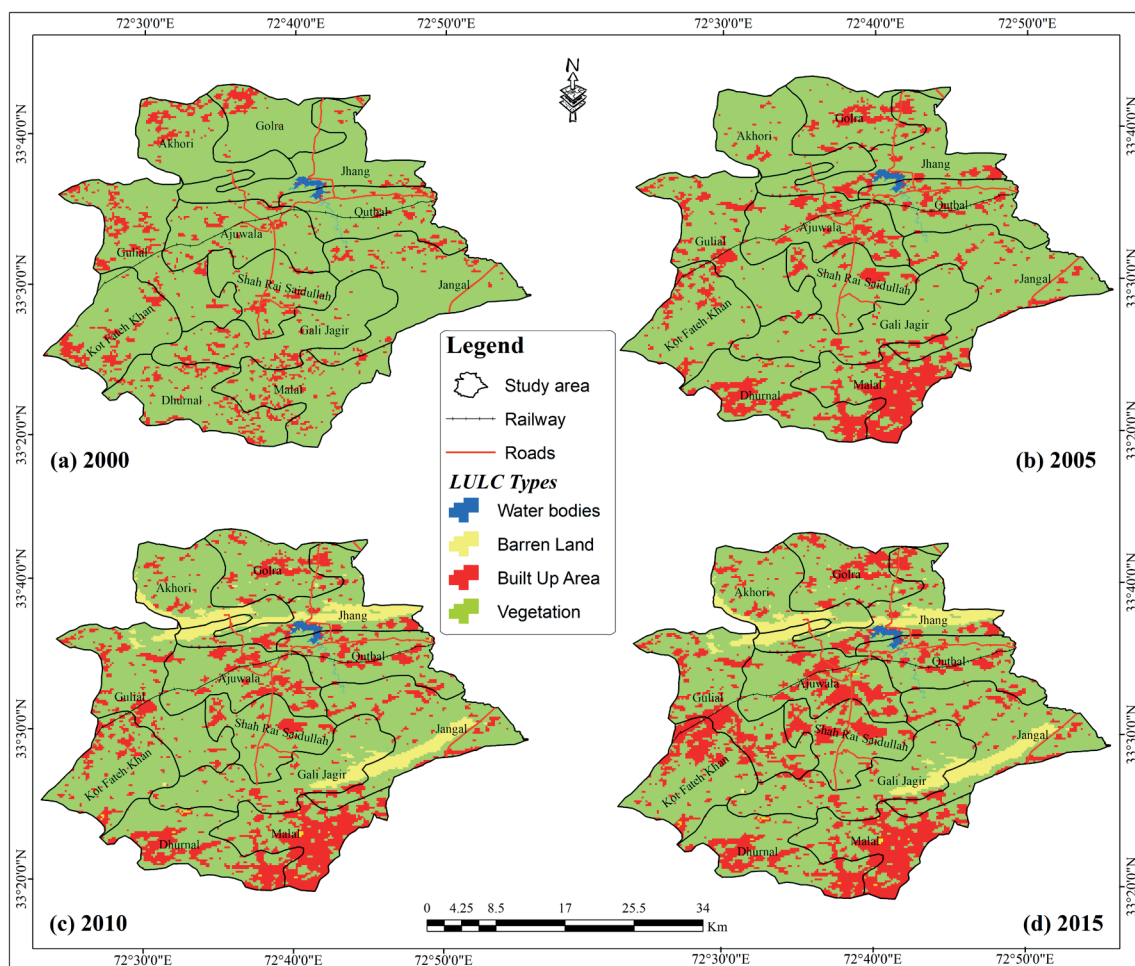 72°30'0"E 72°40'0"E 72°50'0"E 72°30'0"E 72°40'0"E 72°50'0"E
N
33°40'0"N
33°30'0"N
33°20'0"N
Golra
Akhori
Jhang
Qutbal
Ajuwala
Gulial
Shah Rai Saidullah
Jangal
Kot Fateh Khan
Gali Jagir
Malal
Dhurnal
(a) 2000
33°40'0"N
33°30'0"N
33°20'0"N
Golra
Akhori
Jhang
Qutbal
Ajuwala
Gulial
Shah Rai Saidullah
Jangal
Kot Fateh Khan
Gali Jagir
Malal
Dhurnal
(b) 2005
Legend
Study area
Railway
Roads
LULC Types
Water bodies
Barren Land
Built Up Area
Vegetation
33°40'0"N
33°30'0"N
33°20'0"N
Golra
Akhori
Jhang
Qutbal
Ajuwala
Gulial
Shah Rai Saidullah
Jangal
Kot Fateh Khan
Gali Jagir
Malal
Dhurnal
(c) 2010
33°40'0"N
33°30'0"N
33°20'0"N
Golra
Akhori
Jhang
Qutbal
Ajuwala
Gulial
Shah Rai Saidullah
Jangal
Kot Fateh Khan
Gali Jagir
Malal
Dhurnal
(d) 2015
0 4.25 8.5 17 25.5 34
Km
72°30'0"E 72°40'0"E 72°50'0"E 72°30'0"E 72°40'0"E 72°50'0"E